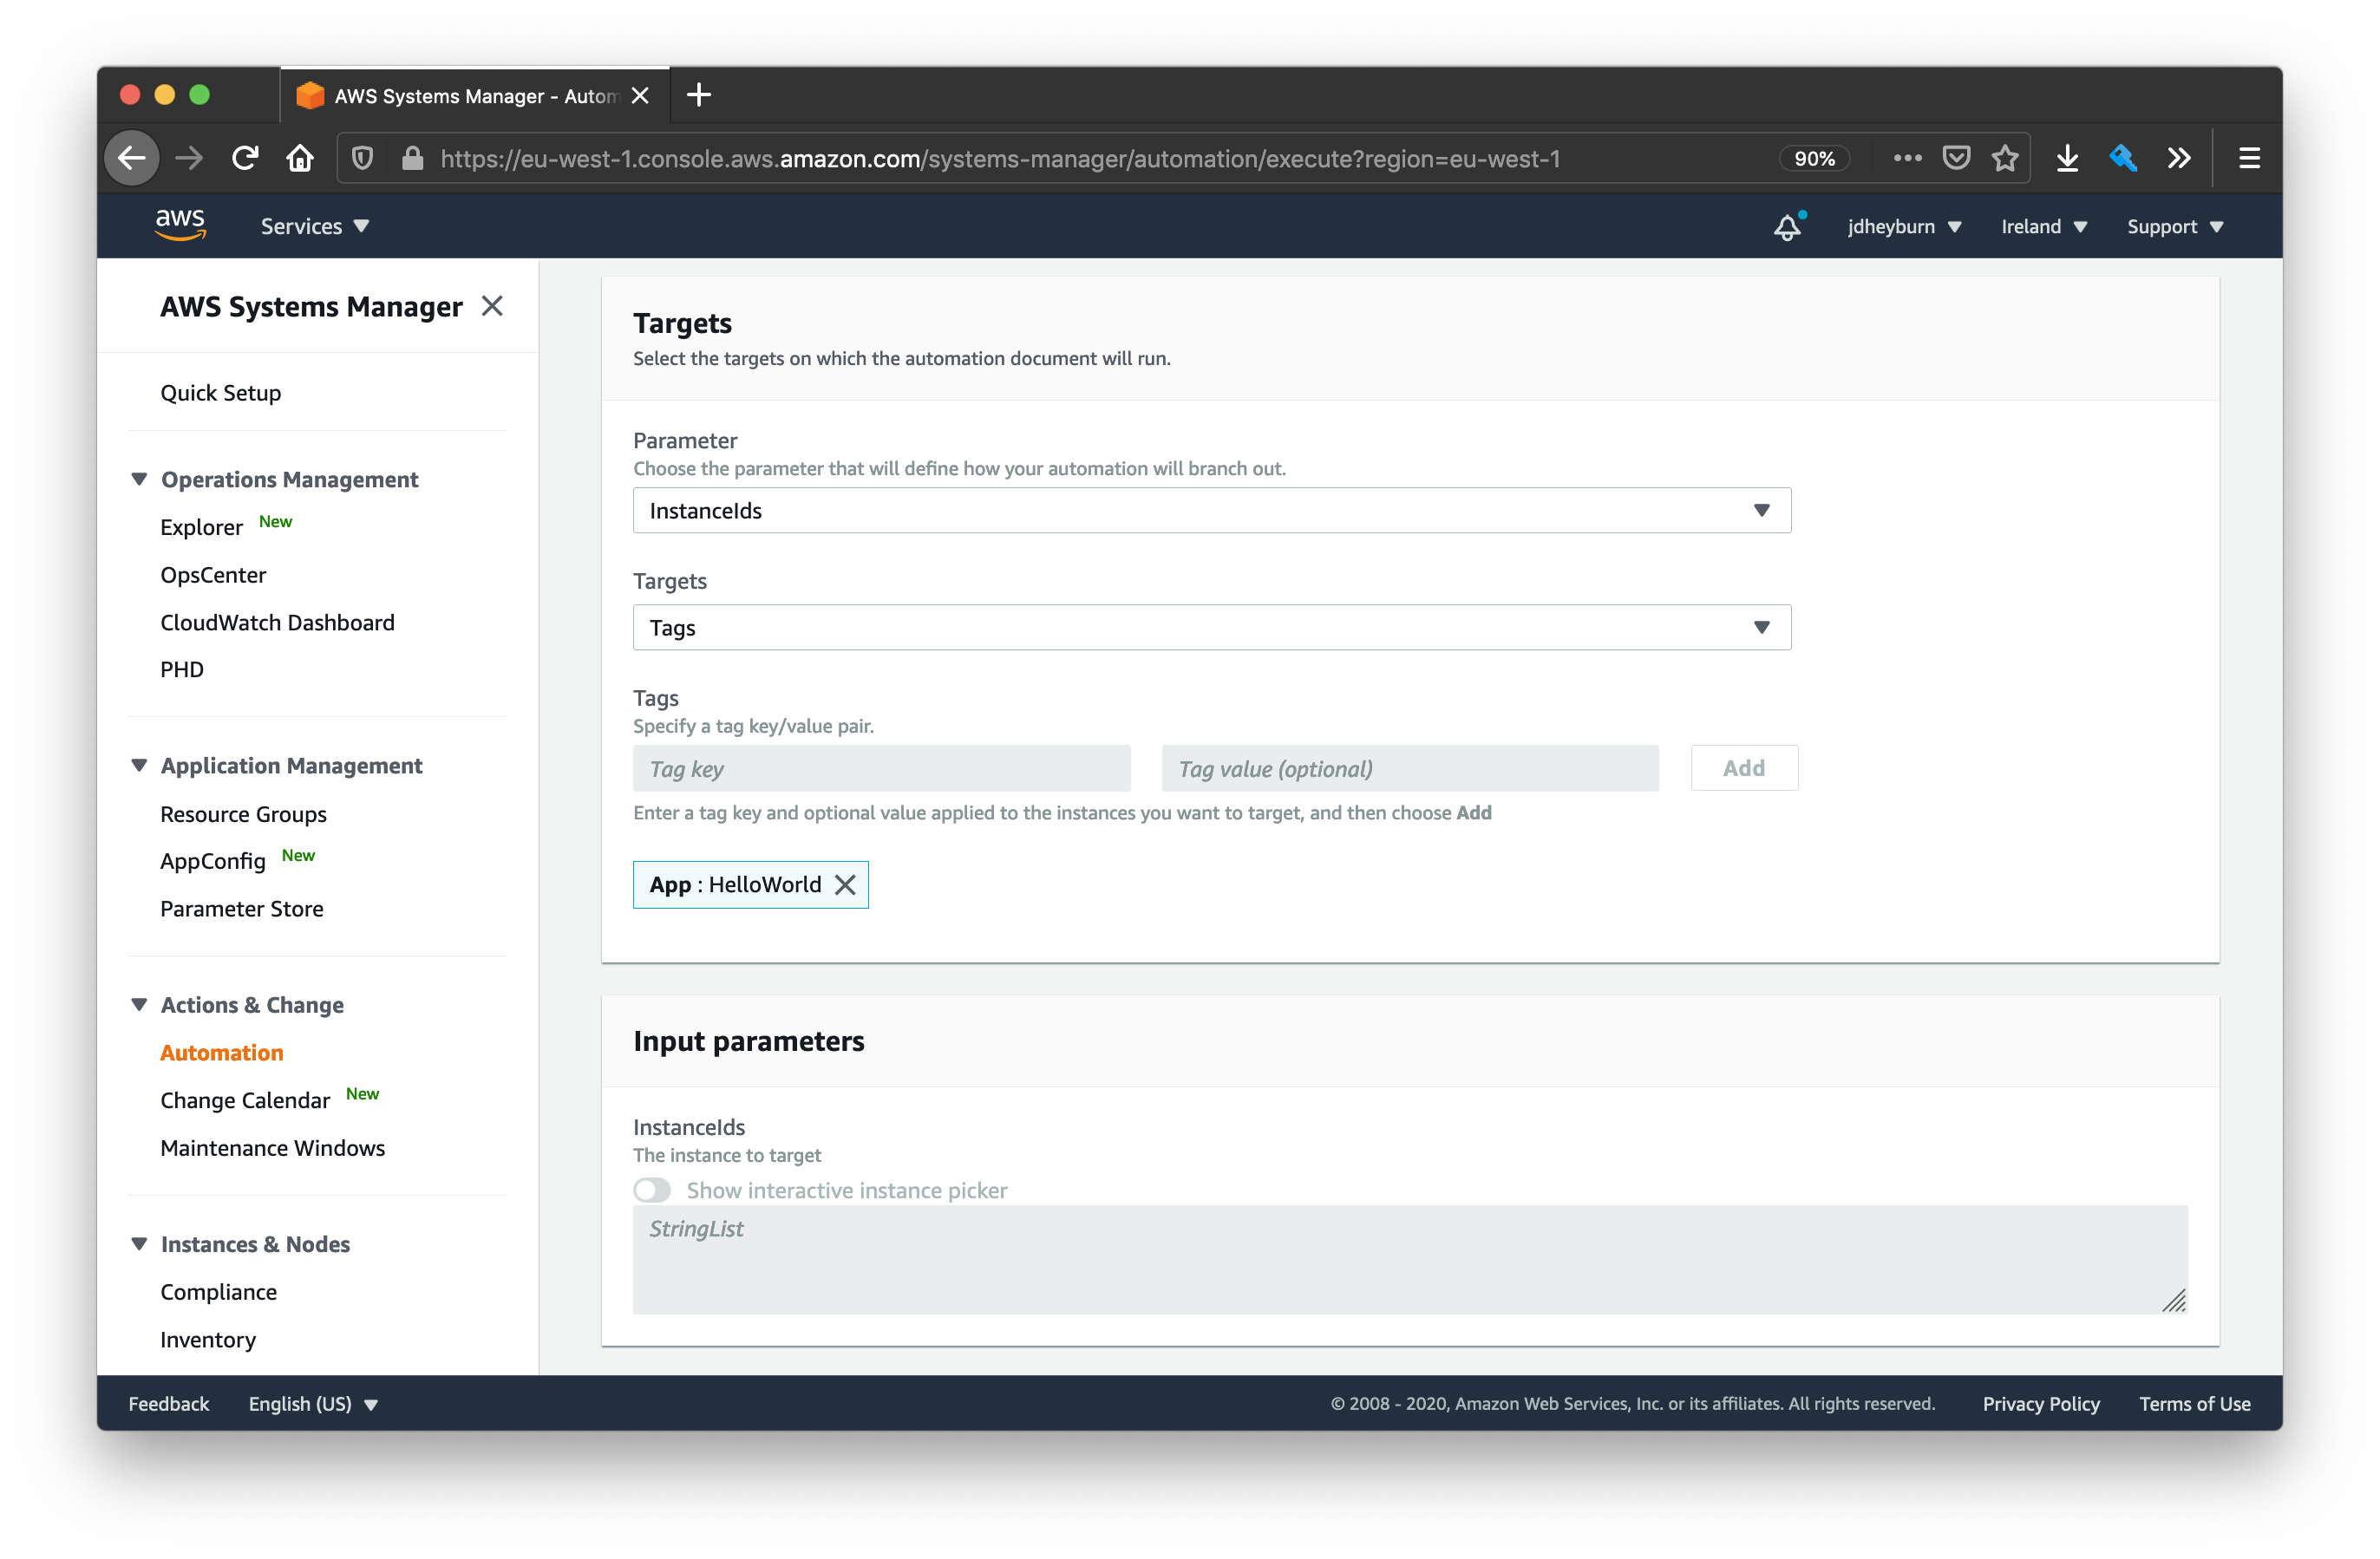 AWS Systems Manager - Autom
https://eu-west-1.console.aws.amazon.com/systems-manager/automation/execute?region=eu-west-1
90%
aws
Services
jdheyburn
Ireland
Support
AWS Systems Manager
Quick Setup
Operations Management
Explorer New
OpsCenter
CloudWatch Dashboard
PHD
Application Management
Resource Groups
AppConfig New
Parameter Store
Actions & Change
Automation
Change Calendar New
Maintenance Windows
Instances & Nodes
Compliance
Inventory
Targets
Select the targets on which the automation document will run.
Parameter
Choose the parameter that will define how your automation will branch out.
InstanceIds
Targets
Tags
Tags
Specify a tag key/value pair.
Tag key
Tag value (optional)
Add
Enter a tag key and optional value applied to the instances you want to target, and then choose Add
App : HelloWorld
Input parameters
InstanceIds
The instance to target
Show interactive instance picker
StringList
Feedback
English (US)
© 2008 - 2020, Amazon Web Services, Inc. or its affiliates. All rights reserved.
Privacy Policy
Terms of Use